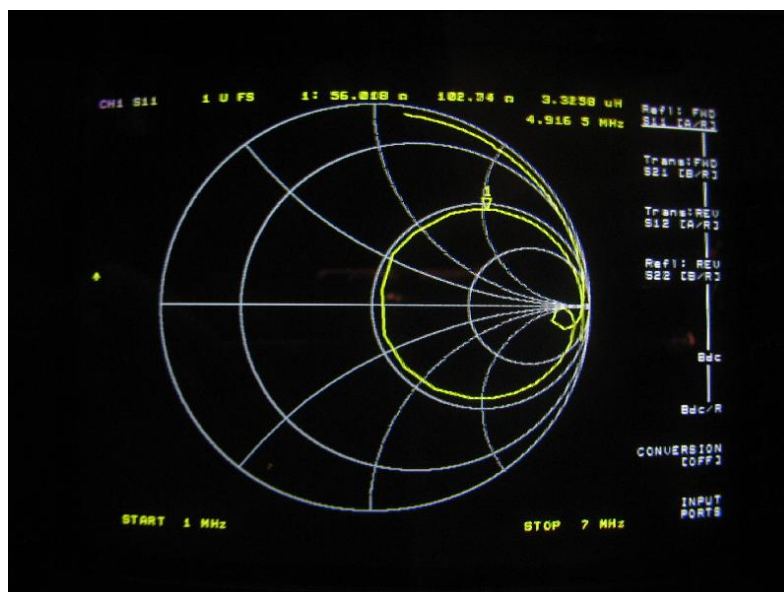 CH1 S11 1 U FS 1: 56.018 Ω 102.34 Ω 3.3298 uH
4.916 5 MHz
Refl: FWD
S11 [A/R]
Trans:FWD
S21 [B/R]
Trans:REV
S12 [A/R]
Refl: REV
S22 [B/R]
1
Bdc
Bdc/R
CONVERSION
[OFF]
INPUT
PORTS
START 1 MHz STOP 7 MHz